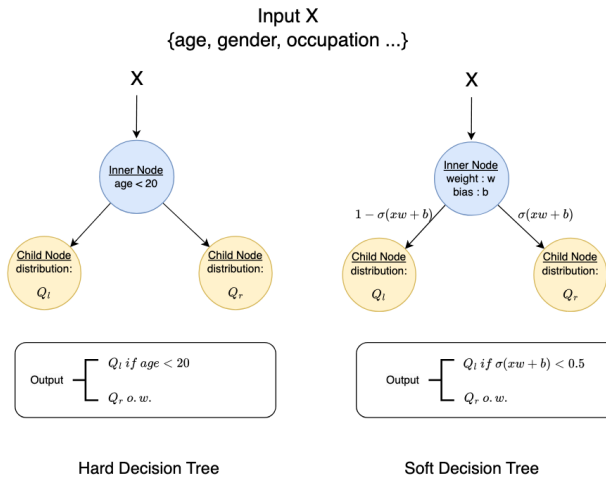 Input X
{age, gender, occupation ...}
X
X
Inner Node
age < 20
Inner Node
weight : w
bias : b
1 − σ(xw + b)
σ(xw + b)
Child Node
distribution:
Q_l
Child Node
distribution:
Q_r
Child Node
distribution:
Q_l
Child Node
distribution:
Q_r
Output
Q_l if age < 20
Q_r o. w.
Output
Q_l if σ(xw + b) < 0.5
Q_r o. w.
Hard Decision Tree
Soft Decision Tree